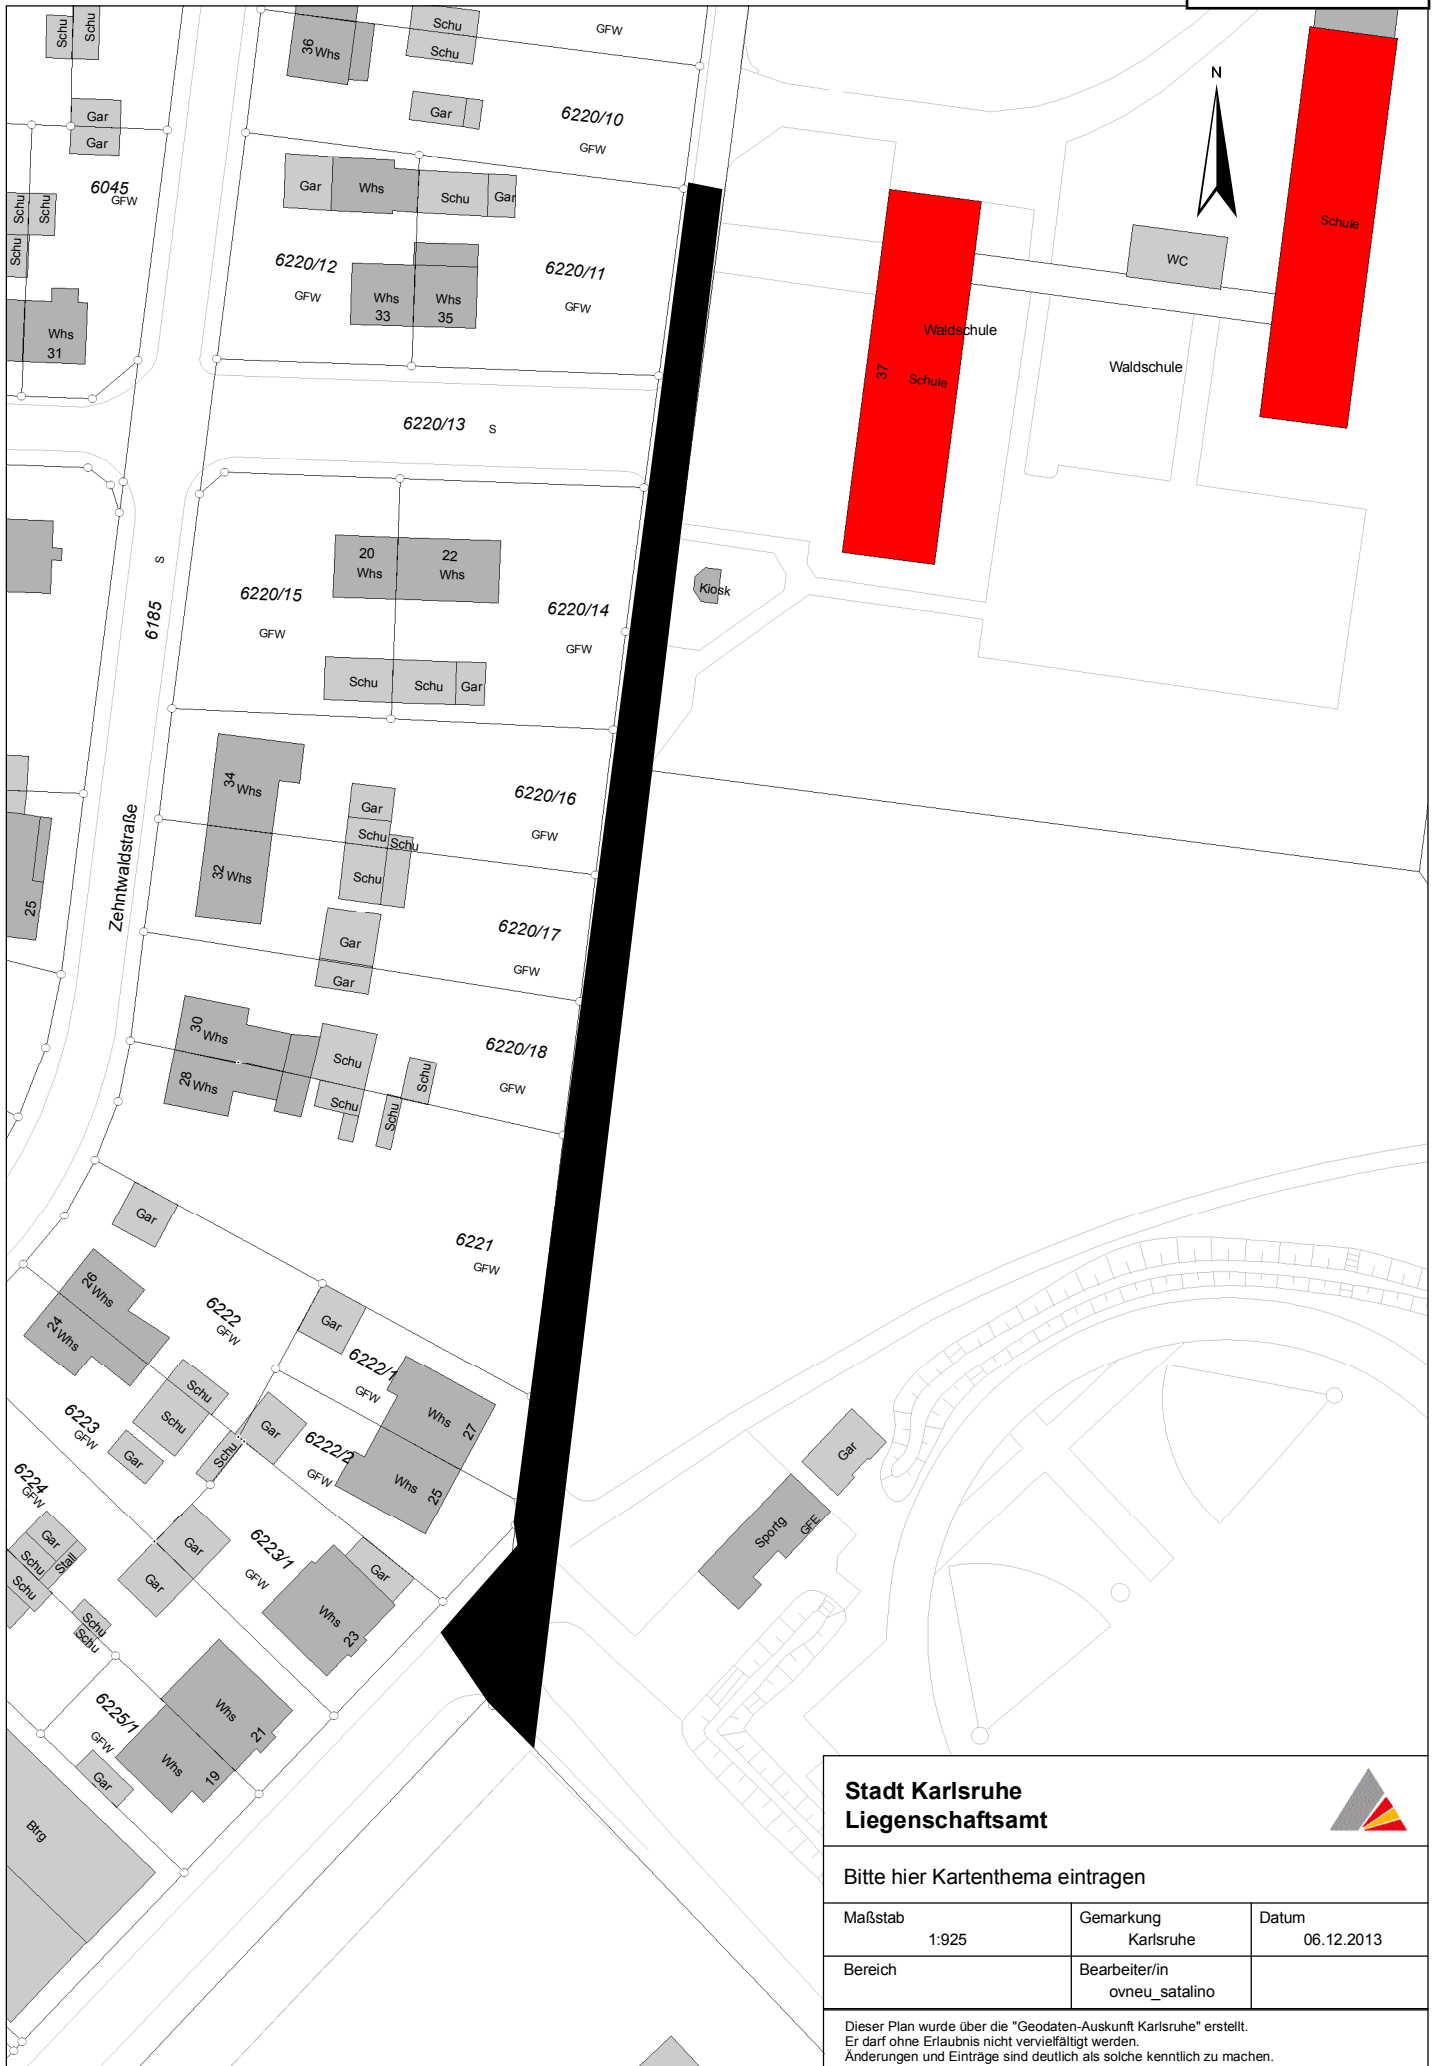 Schu
Schu
36
Whs
Schu
Schu
GFW
Gar
Gar
Gar
6220/10
GFW
N
6045
GFW
Schu
Schu
Schu
Gar
Whs
Schu
Gar
Schule
WC
6220/12
GFW
6220/11
GFW
Whs
33
Whs
35
Whs
31
Waldschule
Waldschule
37
Schule
6220/13 S
20
Whs
22
Whs
S
6185
6220/15
GFW
6220/14
GFW
Kiosk
Schu
Schu
Gar
34
Whs
Gar
Schu
Schu
6220/16
GFW
Zehntwaldstraße
32
Whs
Schu
25
Gar
Gar
6220/17
GFW
30
Whs
28
Whs
Schu
Schu
Schu
Schu
6220/18
GFW
Gar
6221
GFW
26
Whs
24
Whs
6222
GFW
Gar
6222/1
GFW
Schu
Schu
6223
GFW
Gar
Gar
Schu
6222/2
GFW
Whs
27
Whs
25
Gar
Sportg
GFE
6224
GFW
Gar
Schu
Stall
Schu
Gar
Gar
6223/1
GFW
Gar
Whs
23
Schu
Schu
6225/1
GFW
Whs
21
Whs
19
Gar
Btrg
Stadt Karlsruhe
Liegenschaftsamt
Bitte hier Kartenthema eintragen
Maßstab
1:925
Gemarkung
Karlsruhe
Datum
06.12.2013
Bereich
Bearbeiter/in
ovneu_satalino
Dieser Plan wurde über die "Geodaten-Auskunft Karlsruhe" erstellt.
Er darf ohne Erlaubnis nicht vervielfältigt werden.
Änderungen und Einträge sind deutlich als solche kenntlich zu machen.